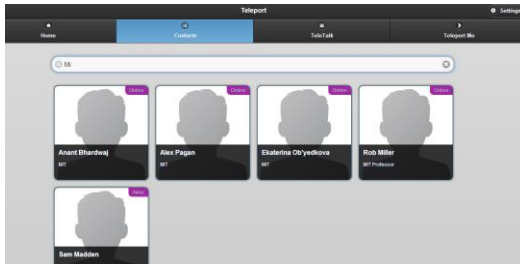 Teleport
Settings
Home
Contacts
TeleTalk
Teleport Me
Online
Online
Online
Online
Anant Bhardwaj
MIT
Alex Pagan
MIT
Ekaterina Ob'yedkova
MIT
Rob Miller
MIT Professor
Sam Madden